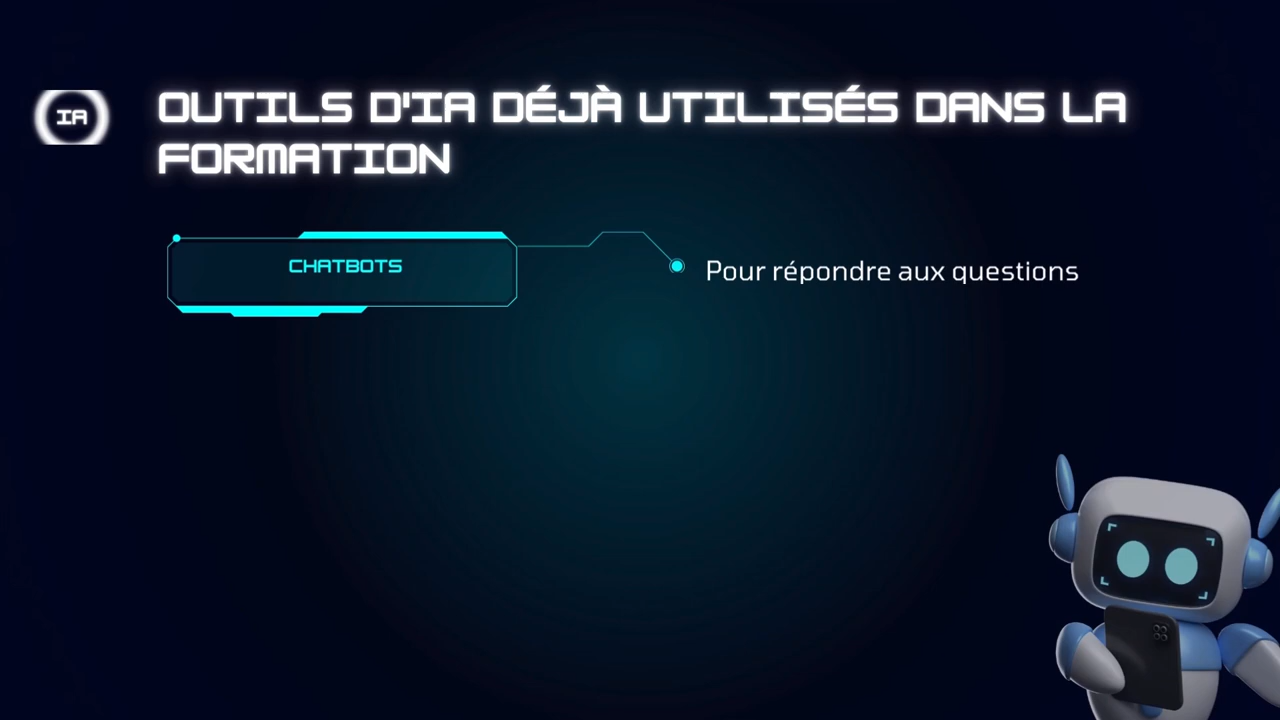 IA
OUTILS D'IA DÉJÀ UTILISÉS DANS LA
FORMATION
CHATBOTS
Pour répondre aux questions